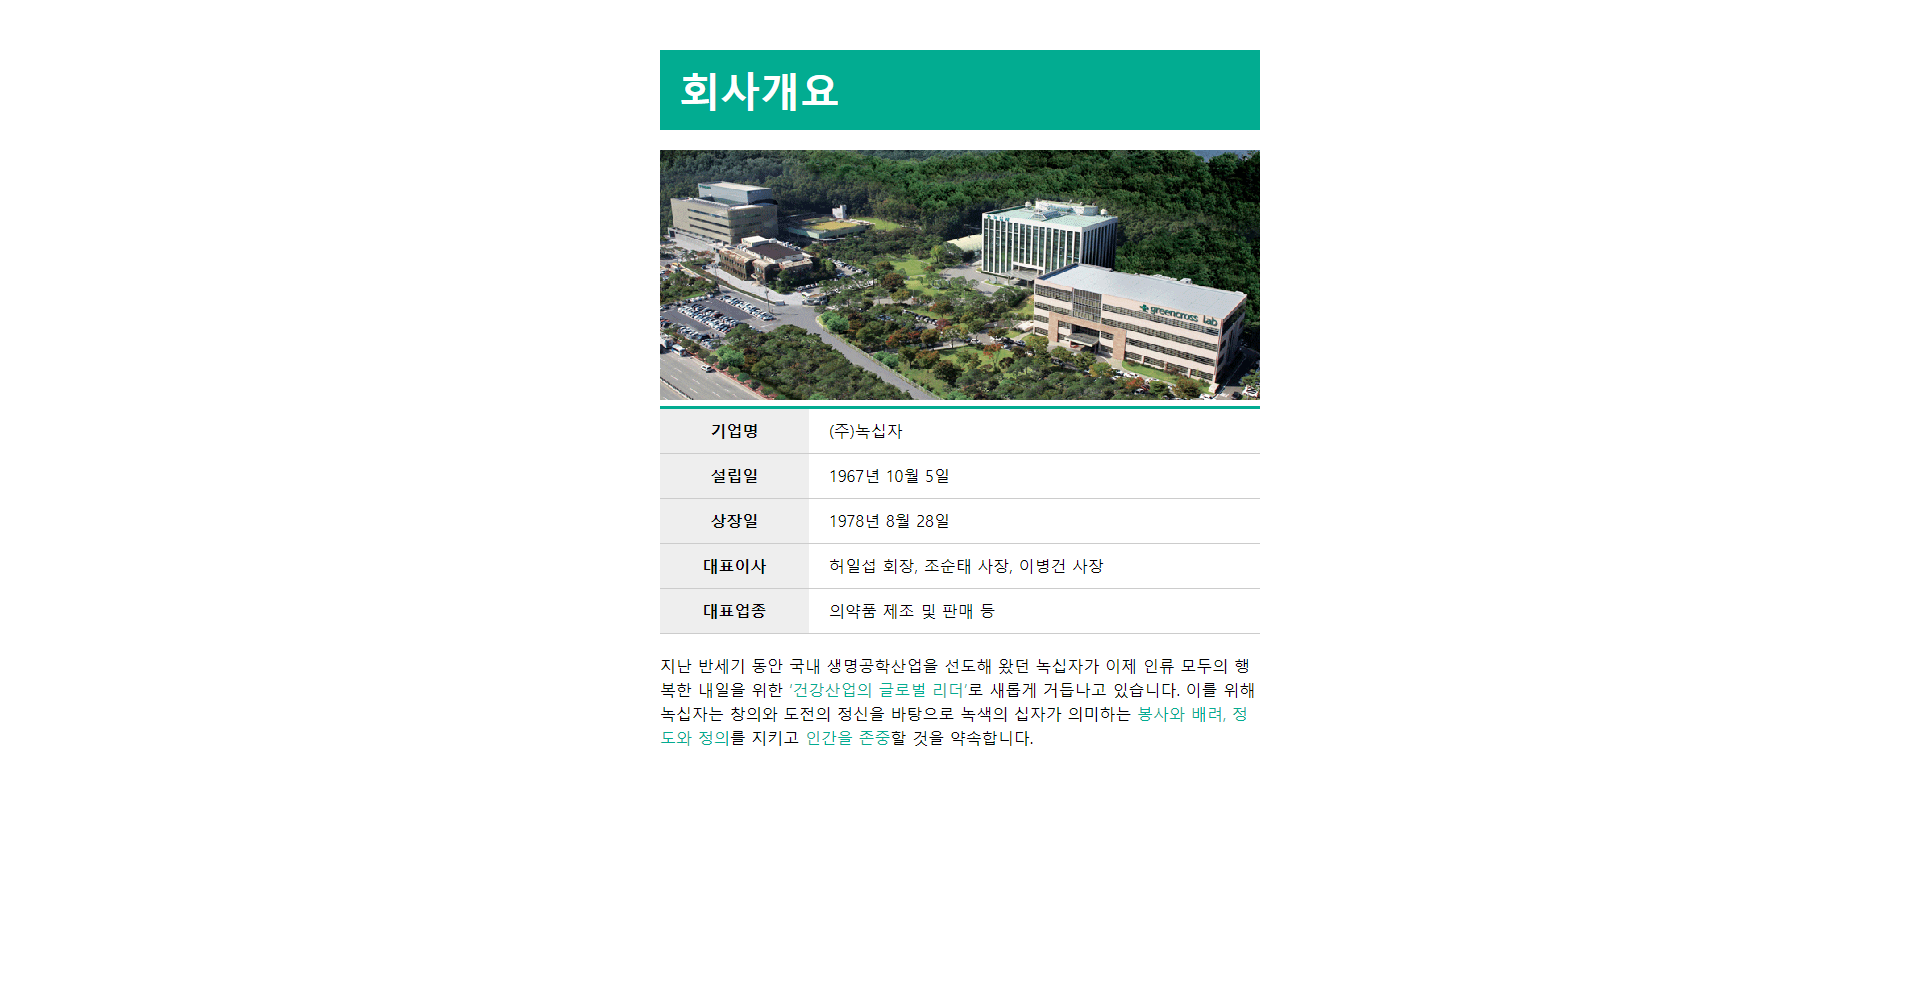 회사개요
greencross lab
기업명 (주)녹십자
설립일 1967년 10월 5일
상장일 1978년 8월 28일
대표이사 허일섭 회장, 조순태 사장, 이병건 사장
대표업종 의약품 제조 및 판매 등
지난 반세기 동안 국내 생명공학산업을 선도해 왔던 녹십자가 이제 인류 모두의 행
복한 내일을 위한 '건강산업의 글로벌 리더'로 새롭게 거듭나고 있습니다. 이를 위해
녹십자는 창의와 도전의 정신을 바탕으로 녹색의 십자가 의미하는 봉사와 배려, 정
도와 정의를 지키고 인간을 존중할 것을 약속합니다.